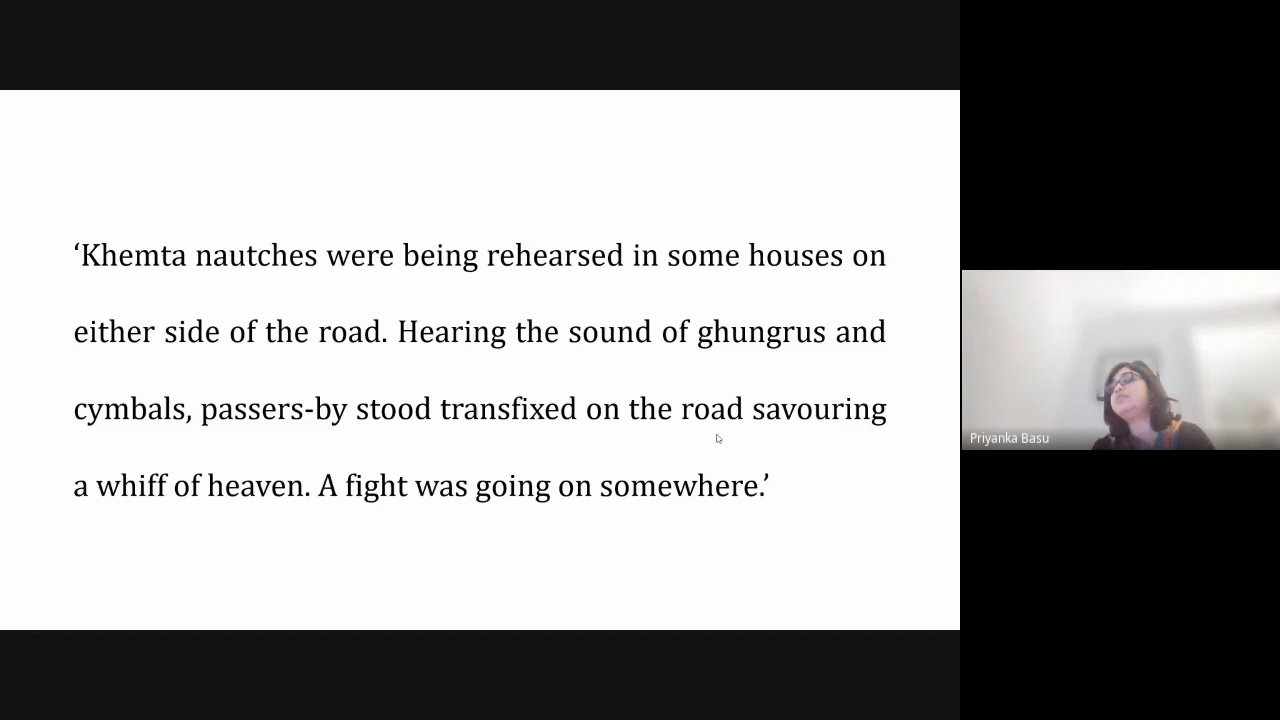 ‘Khemta nautches were being rehearsed in some houses on
either side of the road. Hearing the sound of ghungrus and
cymbals, passers-by stood transfixed on the road savouring
a whiff of heaven. A fight was going on somewhere.’
Priyanka Basu